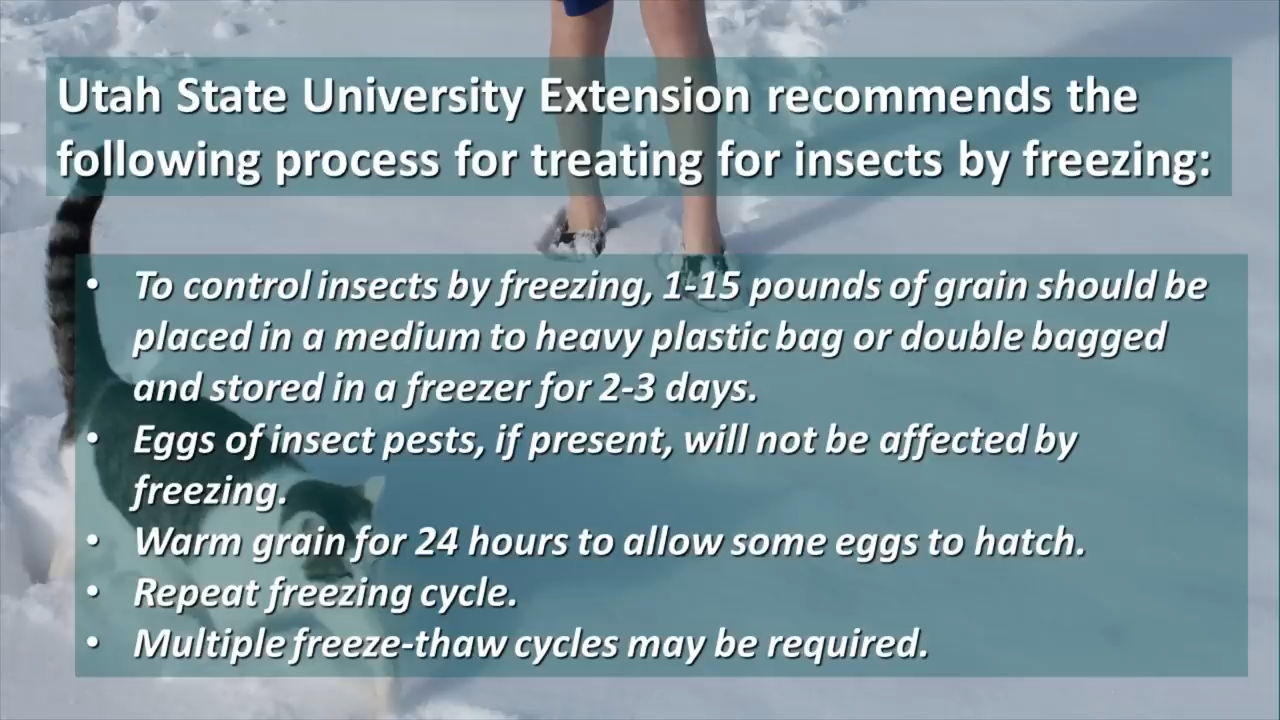 Utah State University Extension recommends the
following process for treating for insects by freezing:
• To control insects by freezing, 1-15 pounds of grain should be
placed in a medium to heavy plastic bag or double bagged
and stored in a freezer for 2-3 days.
• Eggs of insect pests, if present, will not be affected by
freezing.
• Warm grain for 24 hours to allow some eggs to hatch.
• Repeat freezing cycle.
• Multiple freeze-thaw cycles may be required.